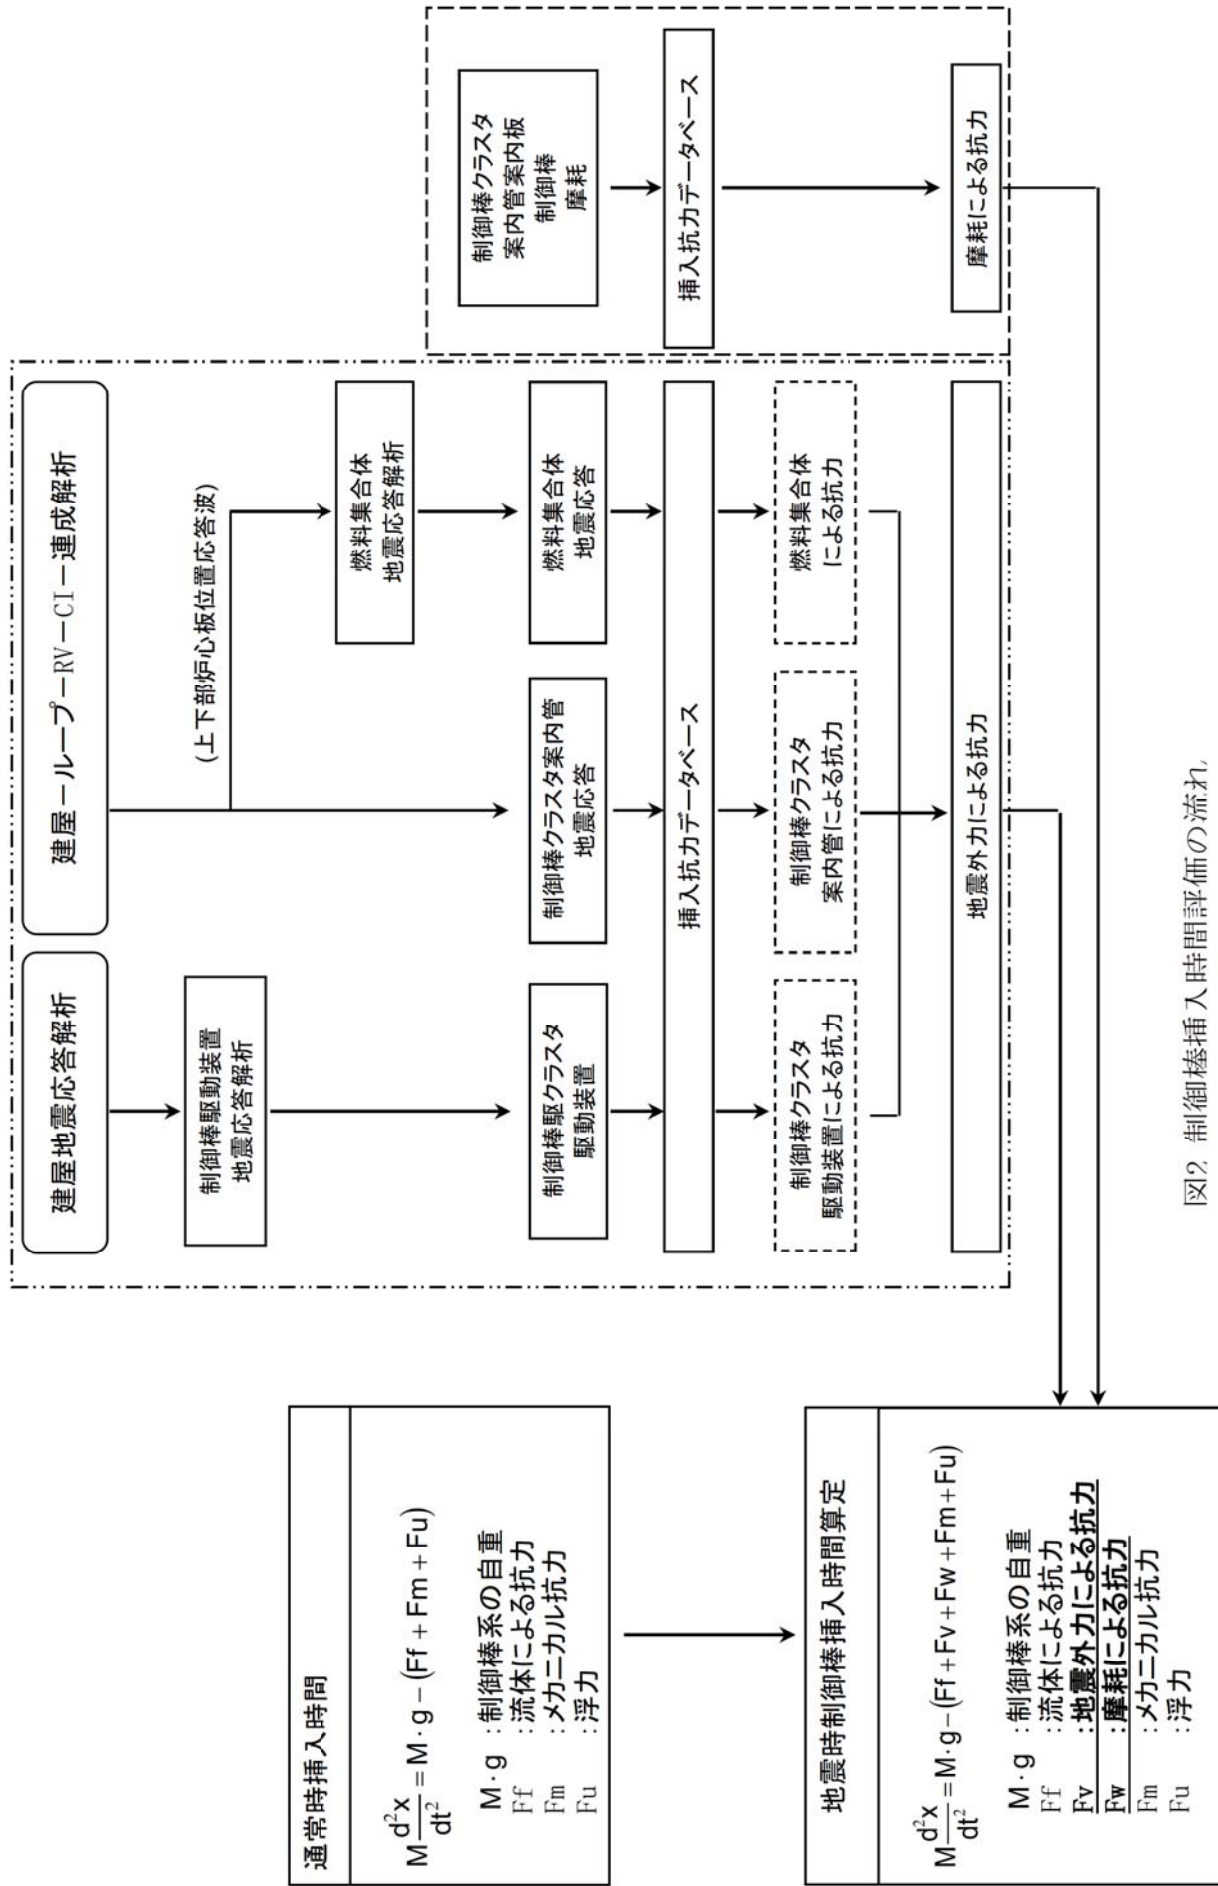 通常時挿入時間
M d²x/dt² = M・g－(Ff＋Fm＋Fu)
M・g :制御棒系の自重
Ff :流体による抗力
Fm :メカニカル抗力
Fu :浮力
地震時制御棒挿入時間算定
M d²x/dt² = M・g－(Ff＋Fv＋Fw＋Fm＋Fu)
M・g :制御棒系の自重
Ff :流体による抗力
Fv :地震外力による抗力
Fw :摩耗による抗力
Fm :メカニカル抗力
Fu :浮力
建屋地震応答解析
制御棒駆動装置
地震応答解析
制御棒駆クラスタ
駆動装置
建屋－ループ－RV－CI－連成解析
(上下部炉心板位置応答波)
燃料集合体
地震応答解析
制御棒クラスタ案内管
地震応答
燃料集合体
地震応答
挿入抗力データベース
制御棒クラスタ
駆動装置による抗力
制御棒クラスタ
案内管による抗力
燃料集合体
による抗力
地震外力による抗力
制御棒クラスタ
案内管案内板
制御棒
摩耗
挿入抗力データベース
摩耗による抗力
図2 制御棒挿入時間評価の流れ